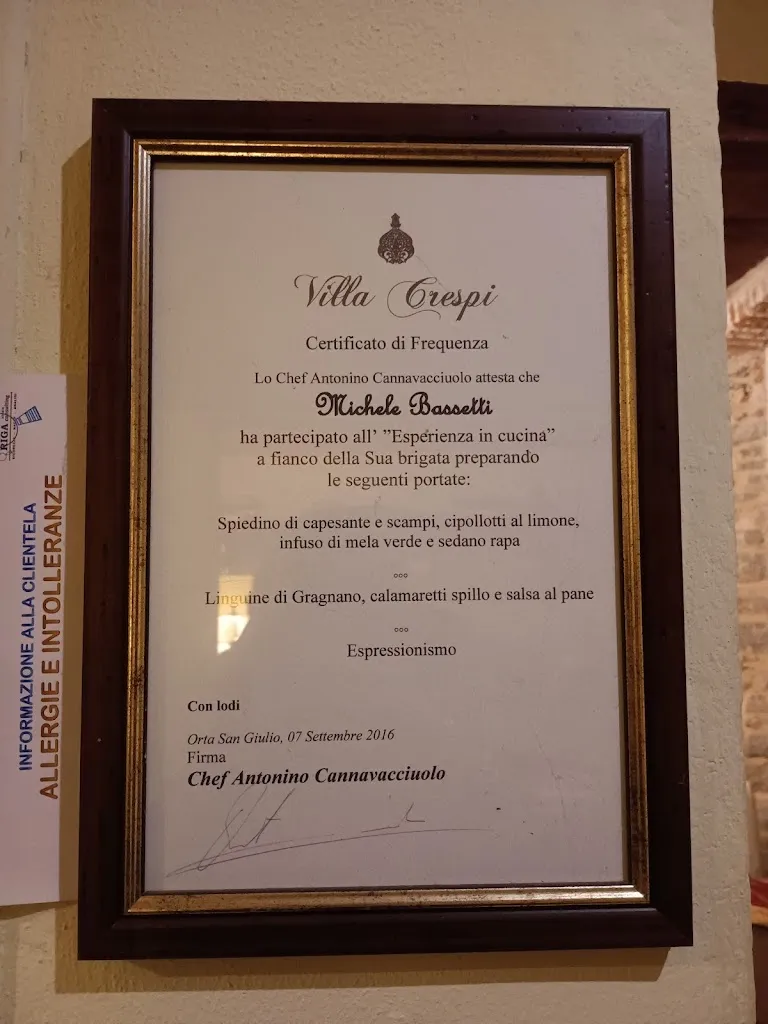 Villa Crespi
Certificato di Frequenza
Lo Chef Antonino Cannavacciuolo attesta che
Michele Bassetti
ha partecipato all' "Esperienza in cucina"
a fianco della Sua brigata preparando
le seguenti portate:
Spiedino di capesante e scampi, cipollotti al limone,
infuso di mela verde e sedano rapa
°°°
Linguine di Gragnano, calamaretti spillo e salsa al pane
°°°
Espressionismo
Con lodi
Orta San Giulio, 07 Settembre 2016
Firma
Chef Antonino Cannavacciuolo
RIGA
INFORMAZIONE ALLA CLIENTELA
ALLERGIE E INTOLLERANZE